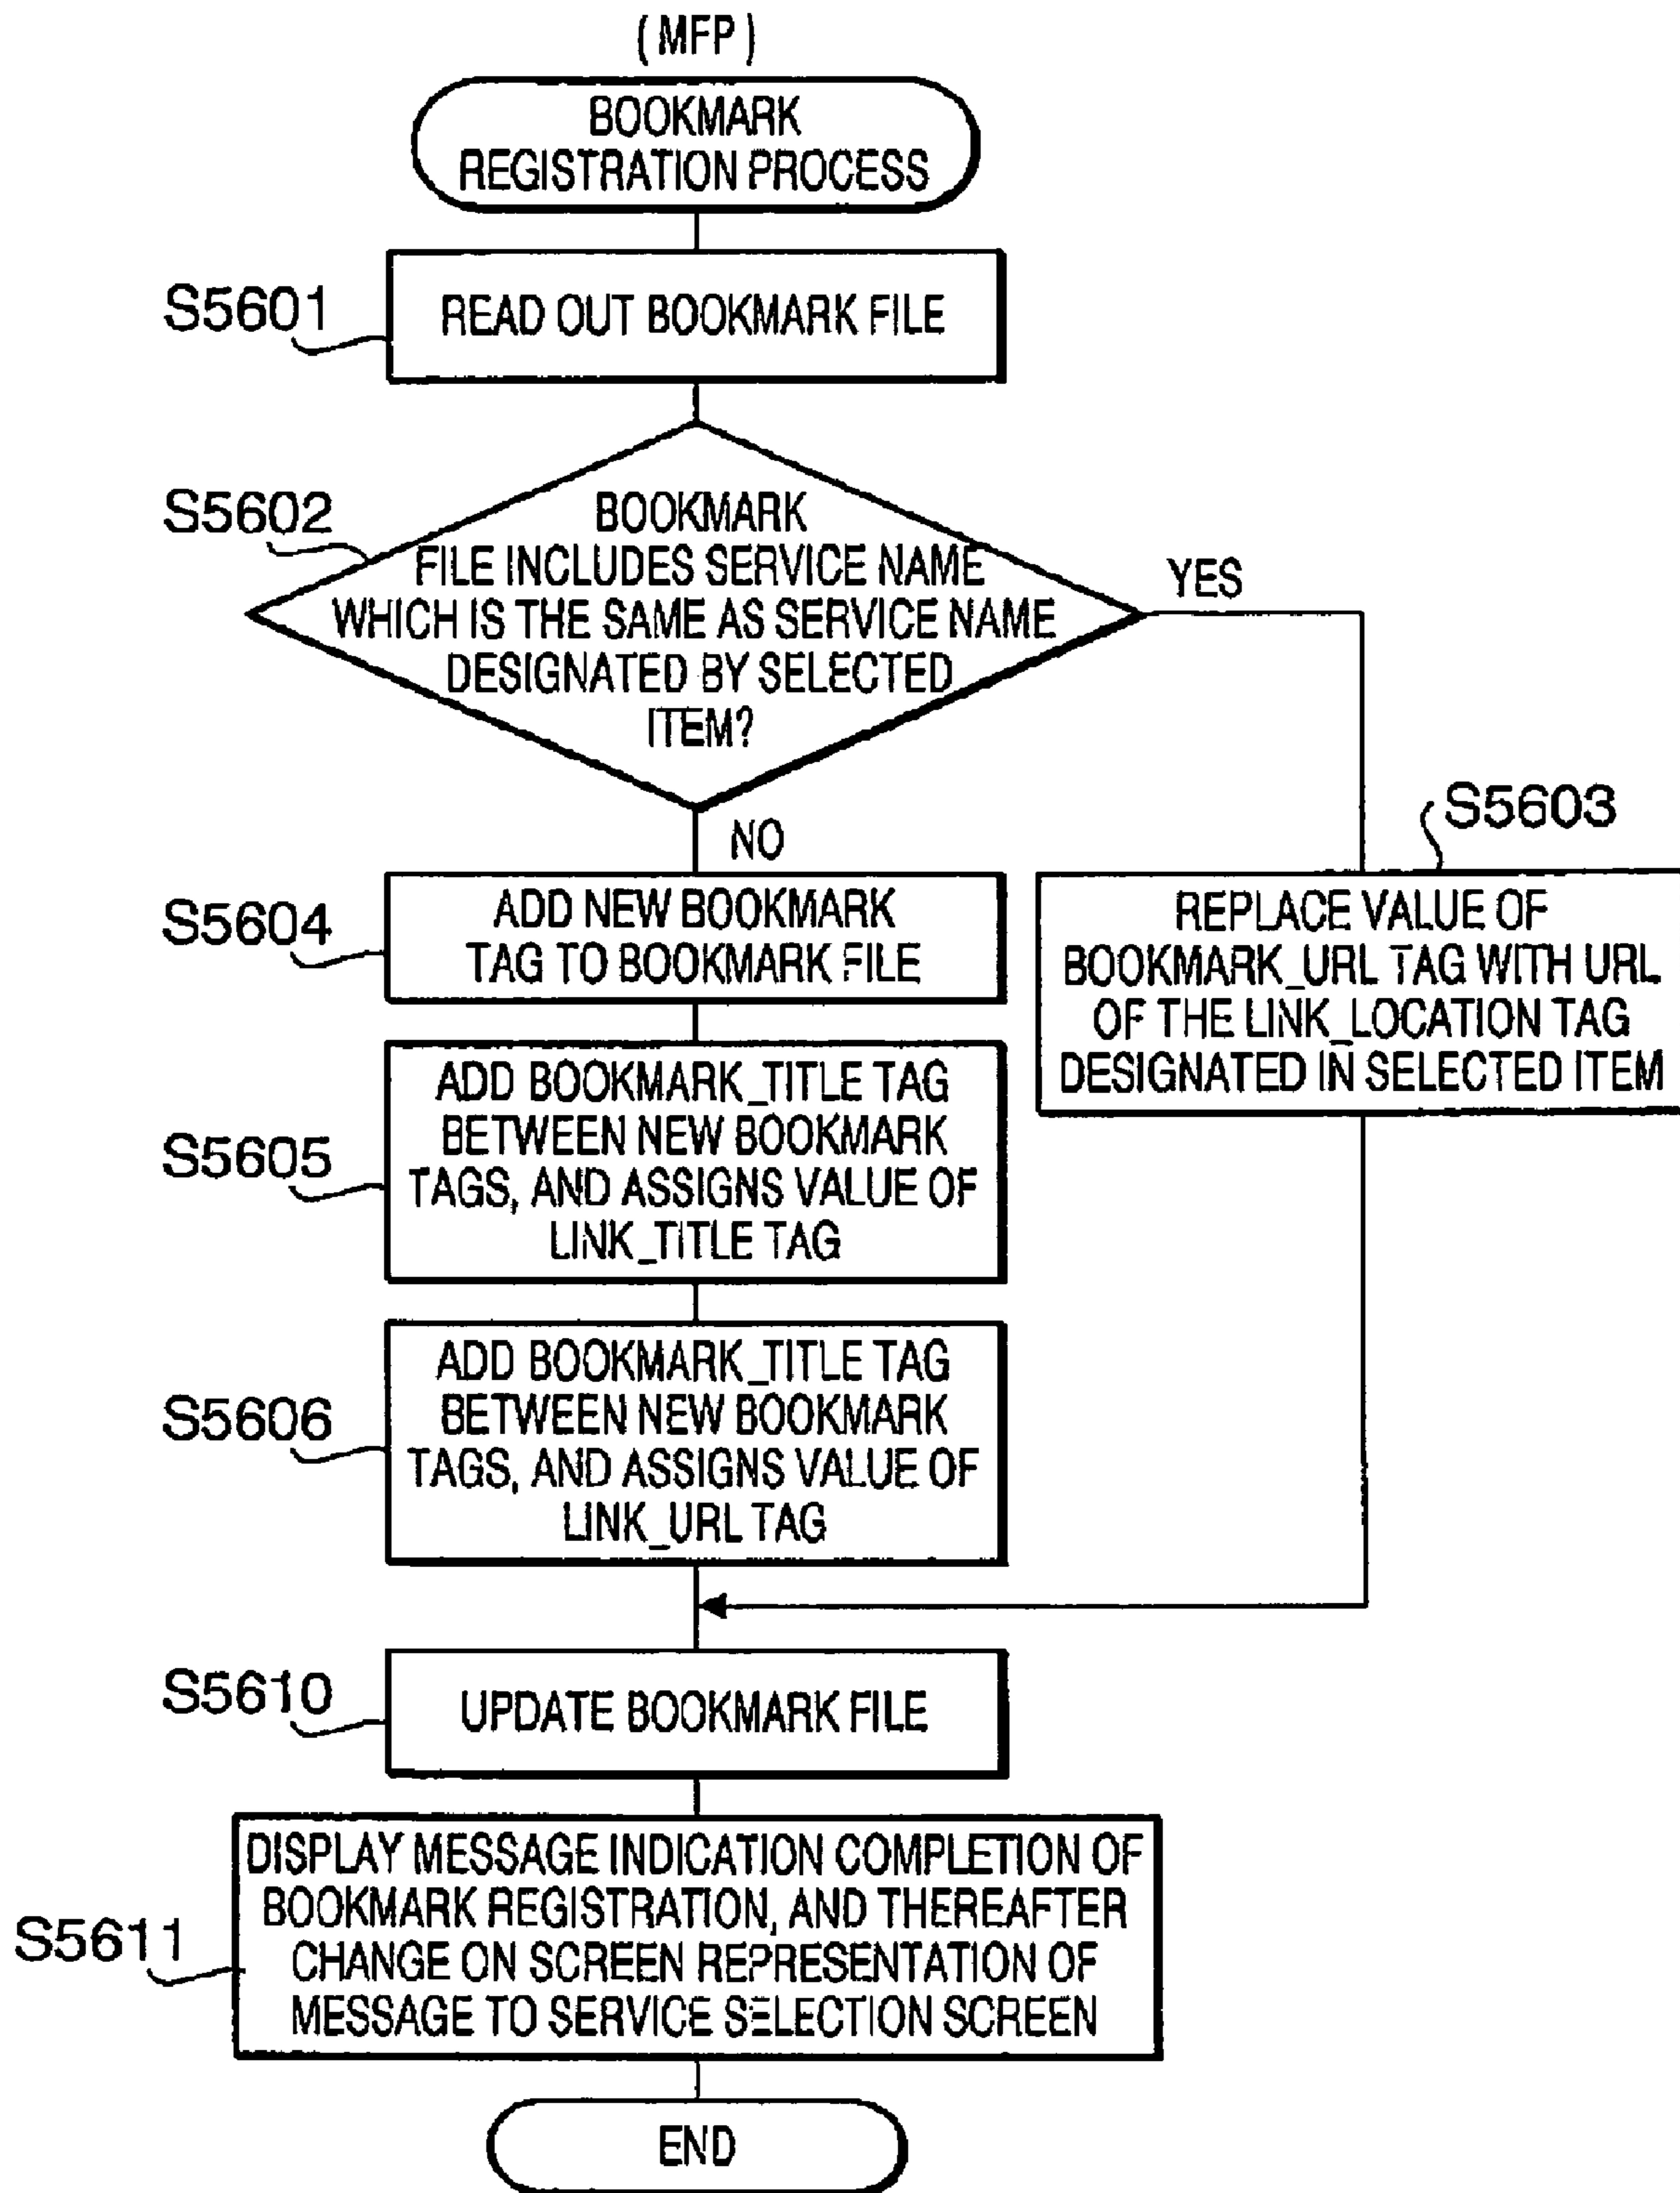 (MFP)
BOOKMARK
REGISTRATION PROCESS
S5601
READ OUT BOOKMARK FILE
S5602
BOOKMARK
FILE INCLUDES SERVICE NAME
WHICH IS THE SAME AS SERVICE NAME
DESIGNATED BY SELECTED
ITEM?
YES
NO
S5603
REPLACE VALUE OF
BOOKMARK_URL TAG WITH URL
OF THE LINK_LOCATION TAG
DESIGNATED IN SELECTED ITEM
S5604
ADD NEW BOOKMARK
TAG TO BOOKMARK FILE
S5605
ADD BOOKMARK_TITLE TAG
BETWEEN NEW BOOKMARK
TAGS, AND ASSIGNS VALUE OF
LINK_TITLE TAG
S5606
ADD BOOKMARK_TITLE TAG
BETWEEN NEW BOOKMARK
TAGS, AND ASSIGNS VALUE OF
LINK_URL TAG
S5610
UPDATE BOOKMARK FILE
S5611
DISPLAY MESSAGE INDICATION COMPLETION OF
BOOKMARK REGISTRATION, AND THEREAFTER
CHANGE ON SCREEN REPRESENTATION OF
MESSAGE TO SERVICE SELECTION SCREEN
END